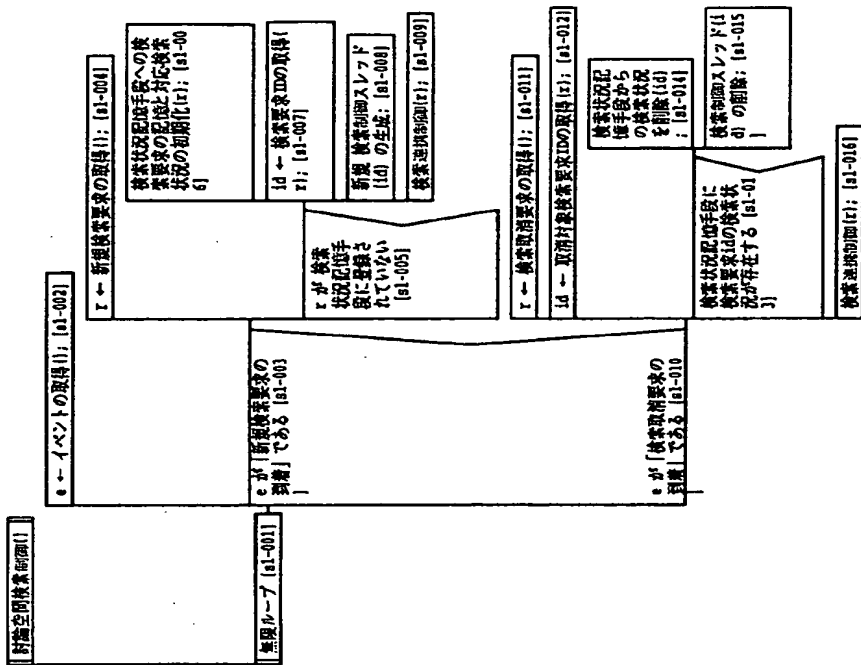 討論空間検索制御()
無限ループ [s1-001]
e ← イベントの取得(); [s1-002]
e が「新規検索要求の
到着」である [s1-003
]
r ← 新規検索要求の取得(); [s1-004]
r が 検索
状況記憶手
段に登録さ
れていない
[s1-005]
検索状況記憶手段への検
索要求の記憶と対応検索
状況の初期化(r); [s1-00
6]
id ← 検索要求IDの取得(
r); [s1-007]
新規 検索制御スレッド
(id) の生成; [s1-008]
検索連携制御(r); [s1-009]
e が「検索取消要求の
到着」である [s1-010
r ← 検索取消要求の取得(); [s1-011]
id ← 取消対象検索要求IDの取得(r); [s1-012]
検索状況記憶手段に
検索要求idの検索状
況が存在する [s1-01
3]
検索状況記
憶手段から
の検索状況
を削除(id)
; [s1-014]
検索制御スレッド(i
d) の削除; [s1-015
]
検索連携制御(r); [s1-016]